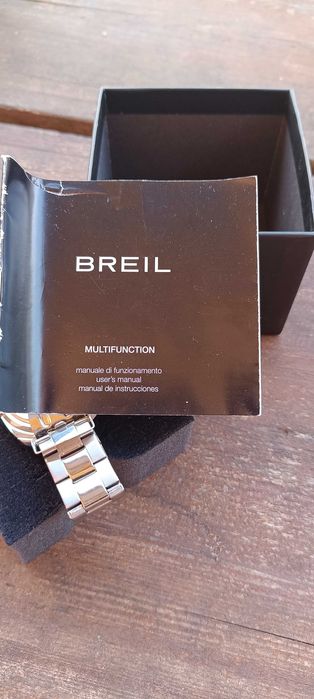 BREIL
MULTIFUNCTION
manuale di funzionamento
user's manual
manual de instrucciones